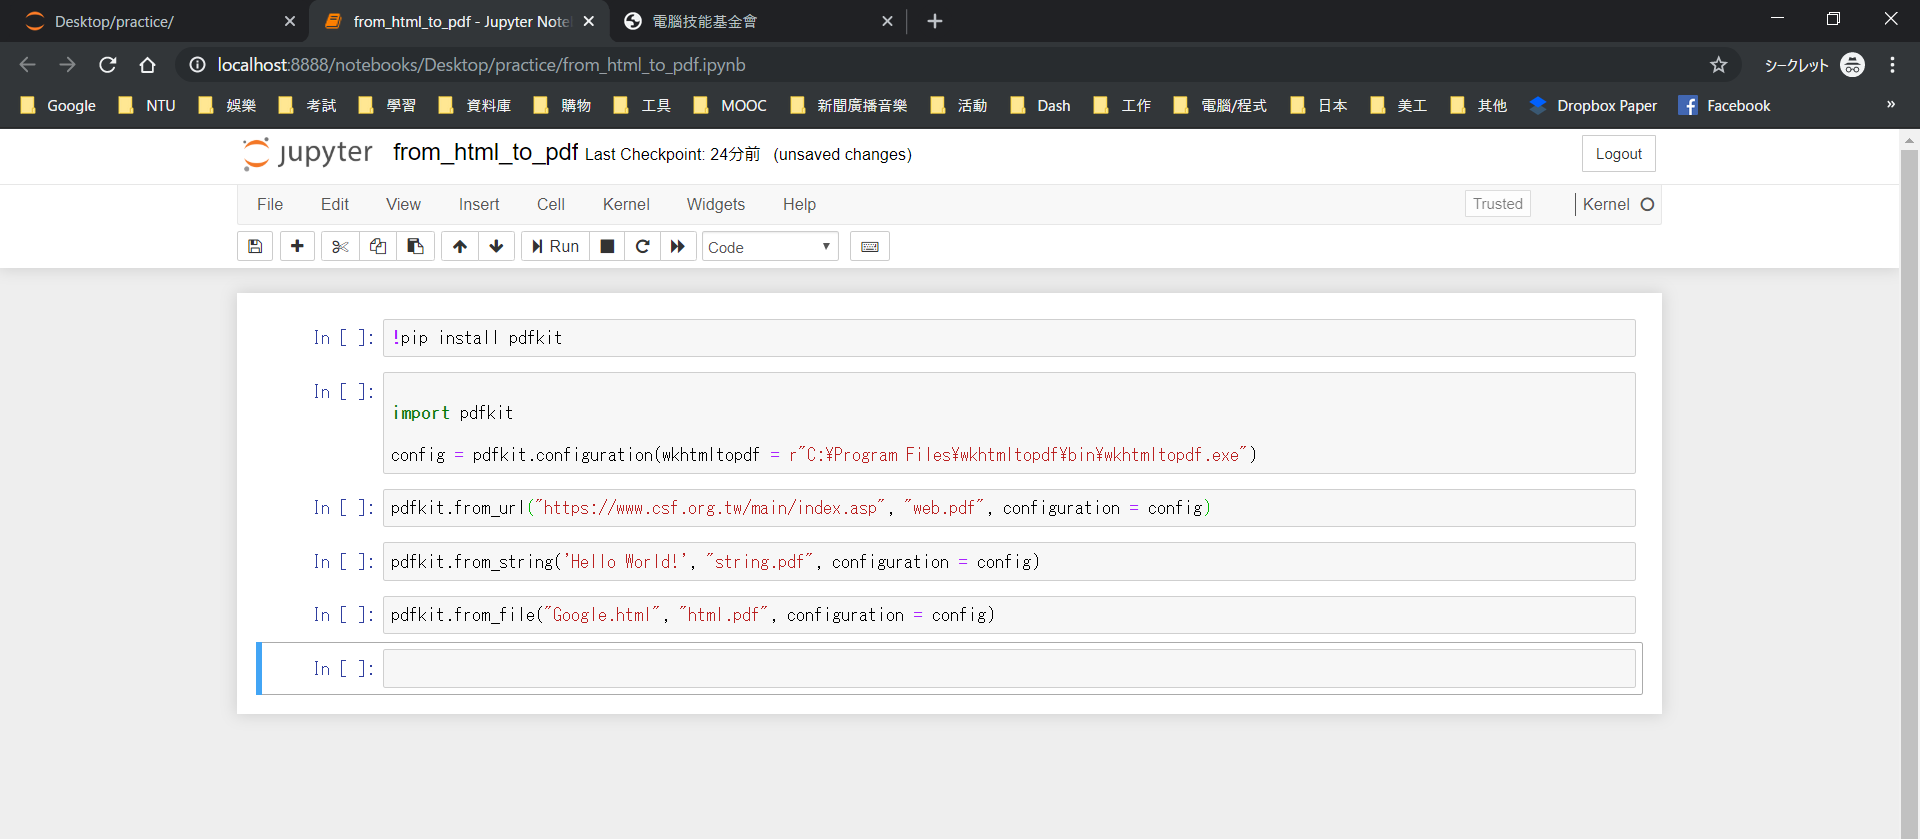 Desktop/practice/
from_html_to_pdf - Jupyter Note
電腦技能基金會
localhost:8888/notebooks/Desktop/practice/from_html_to_pdf.ipynb
シークレット
Google NTU 娛樂 考試 學習 資料庫 購物 工具 MOOC 新聞廣播音樂 活動 Dash 工作 電腦/程式 日本 美工 其他 Dropbox Paper Facebook »
jupyter from_html_to_pdf Last Checkpoint: 24分前 (unsaved changes) Logout
File Edit View Insert Cell Kernel Widgets Help Trusted Kernel
Run Code
In [ ]: !pip install pdfkit
In [ ]:
import pdfkit
config = pdfkit.configuration(wkhtmltopdf = r"C:\Program Files\wkhtmltopdf\bin\wkhtmltopdf.exe")
In [ ]: pdfkit.from_url("https://www.csf.org.tw/main/index.asp", "web.pdf", configuration = config)
In [ ]: pdfkit.from_string('Hello World!', "string.pdf", configuration = config)
In [ ]: pdfkit.from_file("Google.html", "html.pdf", configuration = config)
In [ ]: